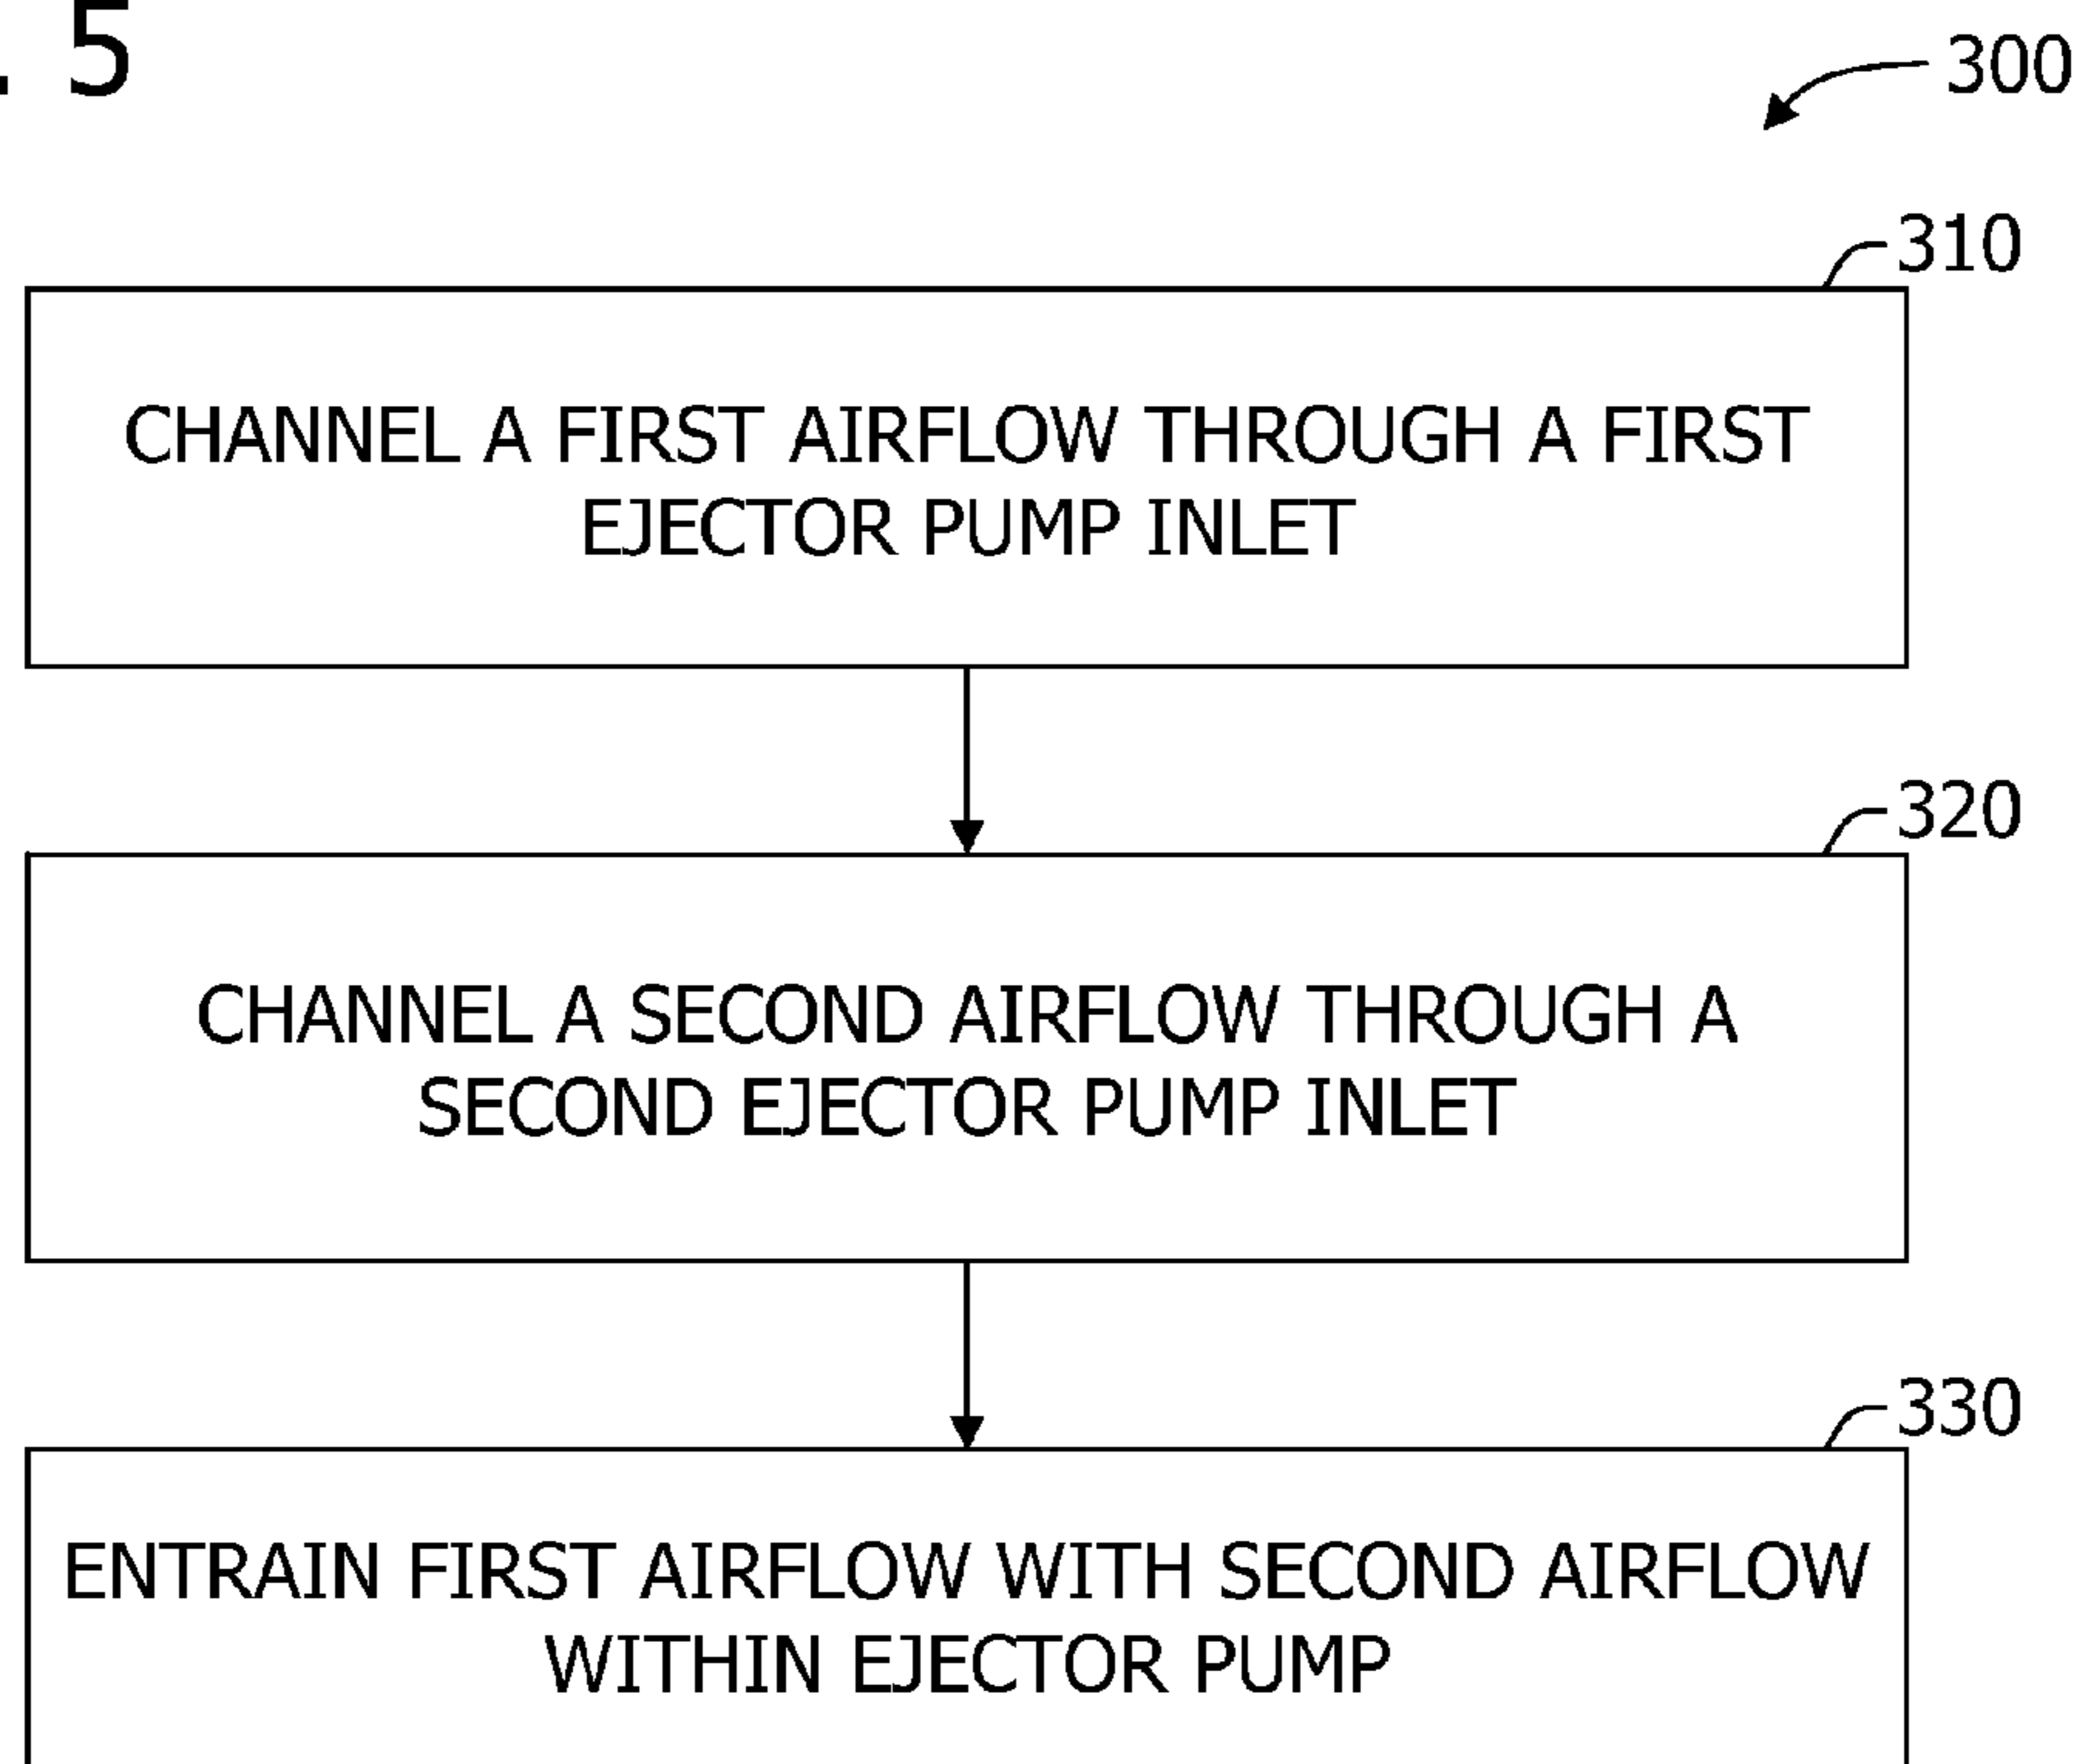 . 5
300
310
CHANNEL A FIRST AIRFLOW THROUGH A FIRST
EJECTOR PUMP INLET
320
CHANNEL A SECOND AIRFLOW THROUGH A
SECOND EJECTOR PUMP INLET
330
ENTRAIN FIRST AIRFLOW WITH SECOND AIRFLOW
WITHIN EJECTOR PUMP